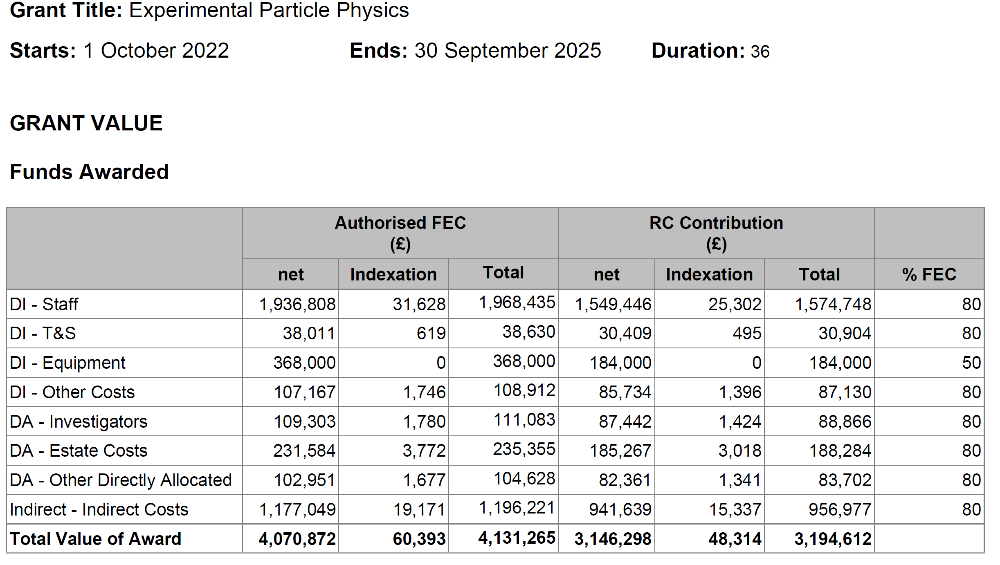 Grant Title: Experimental Particle Physics
Starts: 1 October 2022 Ends: 30 September 2025 Duration: 36
GRANT VALUE
Funds Awarded
Authorised FEC (£) RC Contribution (£)
net Indexation Total net Indexation Total % FEC
DI - Staff 1,936,808 31,628 1,968,435 1,549,446 25,302 1,574,748 80
DI - T&S 38,011 619 38,630 30,409 495 30,904 80
DI - Equipment 368,000 0 368,000 184,000 0 184,000 50
DI - Other Costs 107,167 1,746 108,912 85,734 1,396 87,130 80
DA - Investigators 109,303 1,780 111,083 87,442 1,424 88,866 80
DA - Estate Costs 231,584 3,772 235,355 185,267 3,018 188,284 80
DA - Other Directly Allocated 102,951 1,677 104,628 82,361 1,341 83,702 80
Indirect - Indirect Costs 1,177,049 19,171 1,196,221 941,639 15,337 956,977 80
Total Value of Award 4,070,872 60,393 4,131,265 3,146,298 48,314 3,194,612